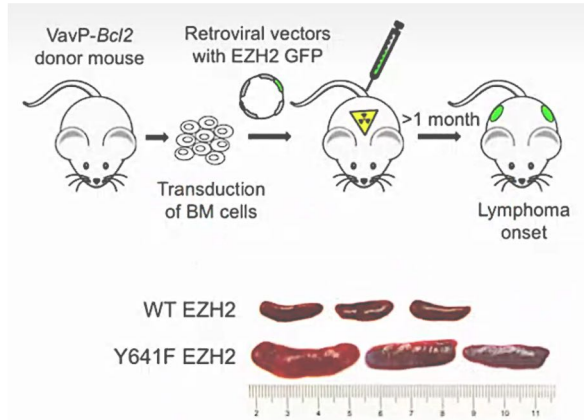 VavP-Bcl2
donor mouse
Retroviral vectors
with EZH2 GFP
>1 month
Transduction
of BM cells
Lymphoma
onset
WT EZH2
Y641F EZH2
2 3 4 5 6 7 8 9 10 11